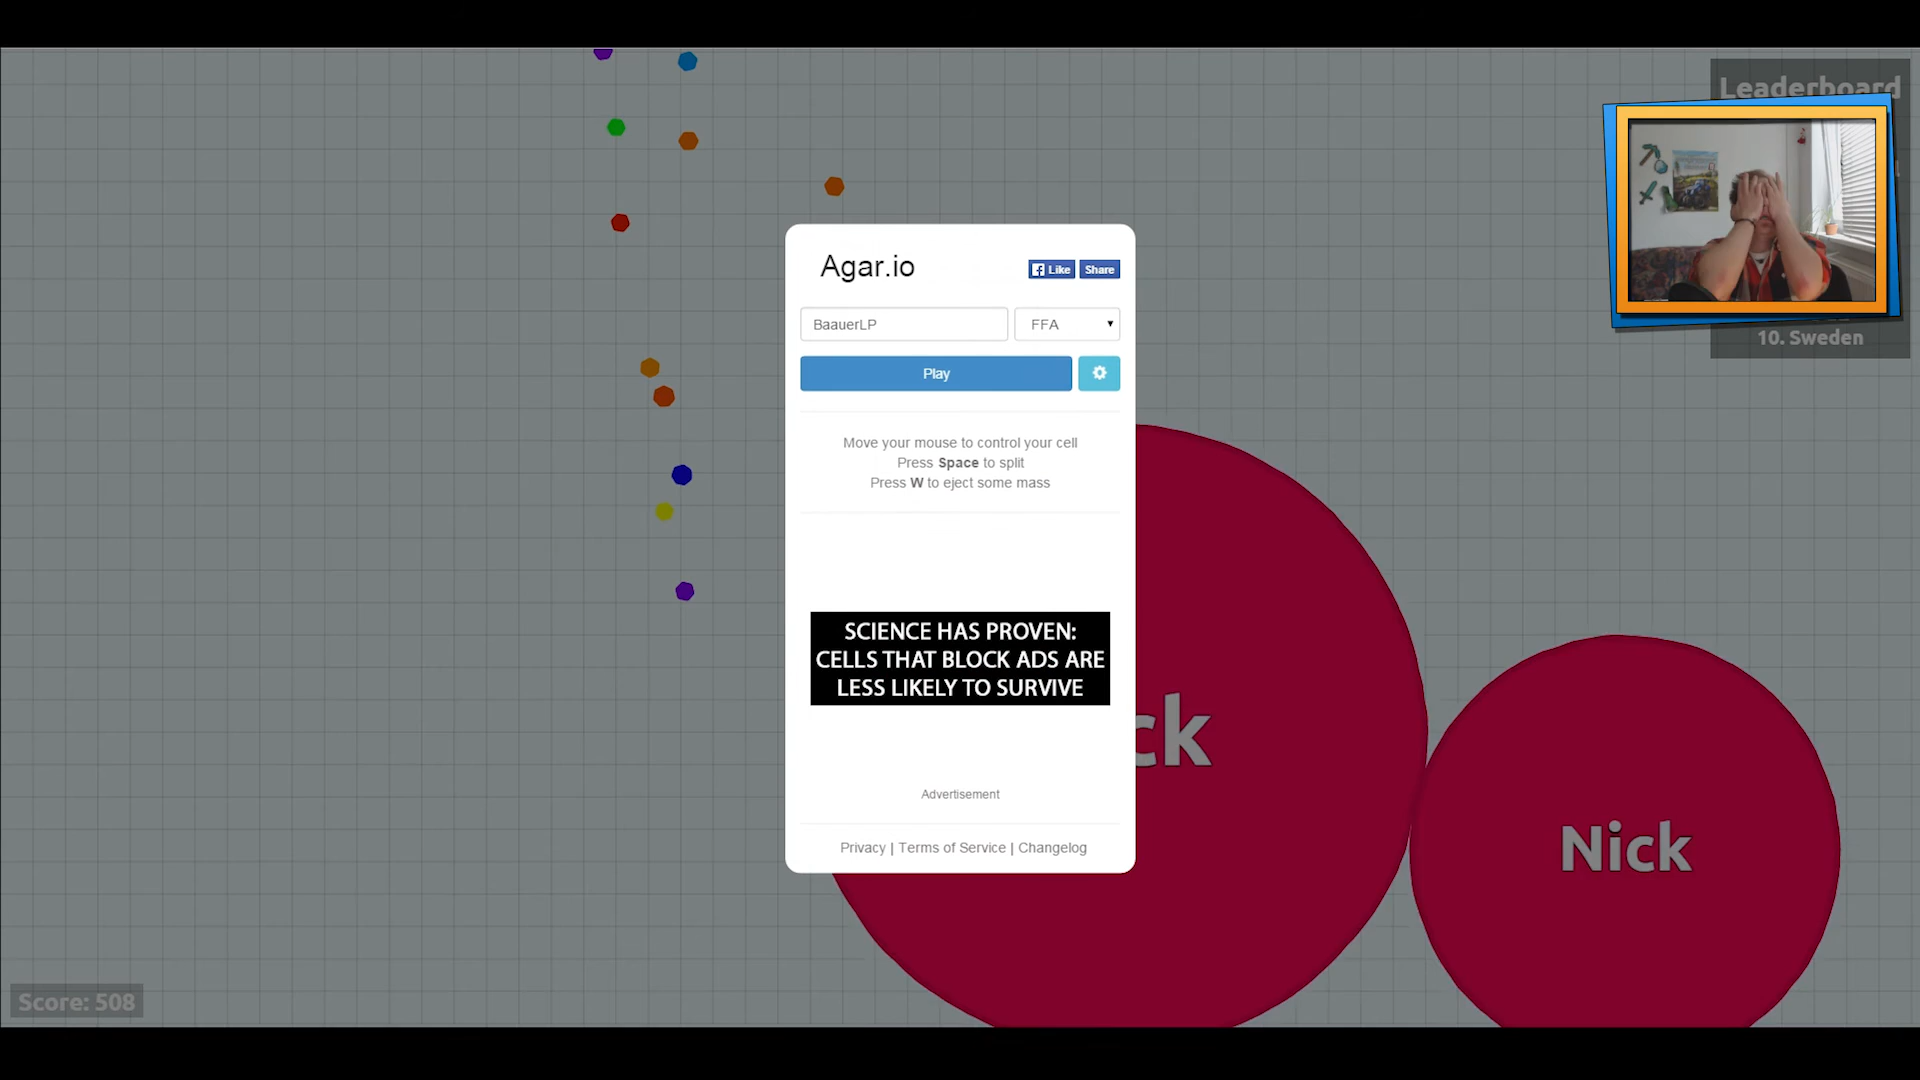 Leaderboard
10. Sweden
Agar.io
Like
Share
BaauerLP
FFA
Play
Move your mouse to control your cell
Press Space to split
Press W to eject some mass
SCIENCE HAS PROVEN:
CELLS THAT BLOCK ADS ARE
LESS LIKELY TO SURVIVE
ck
Nick
Advertisement
Privacy | Terms of Service | Changelog
Score: 508